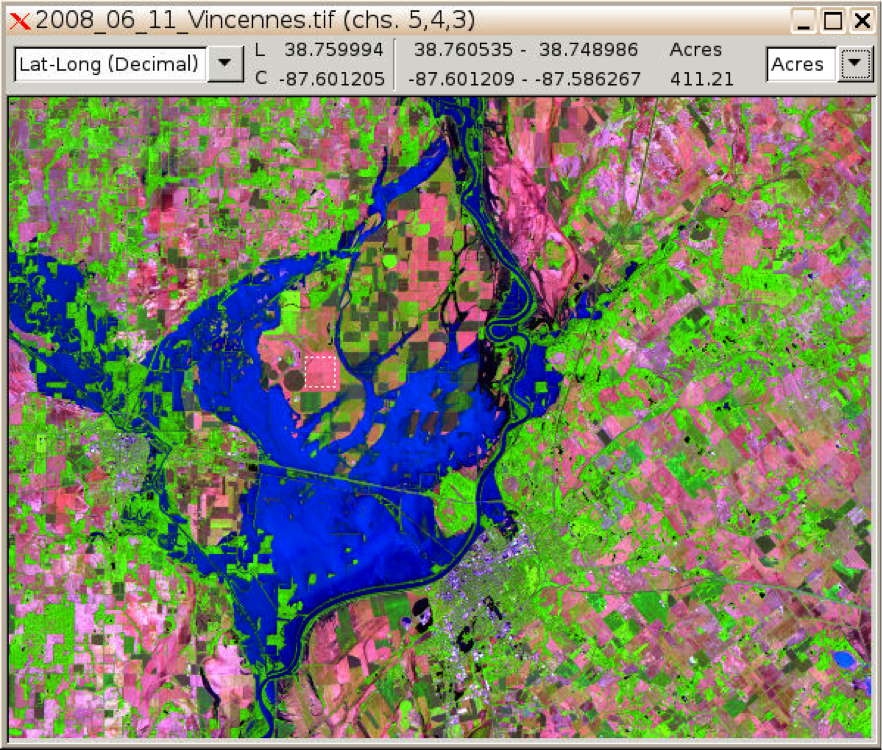 2008_06_11_Vincennes.tif (chs. 5,4,3)
Lat-Long (Decimal) L 38.759994 38.760535 - 38.748986 Acres Acres
C -87.601205 -87.601209 - -87.586267 411.21